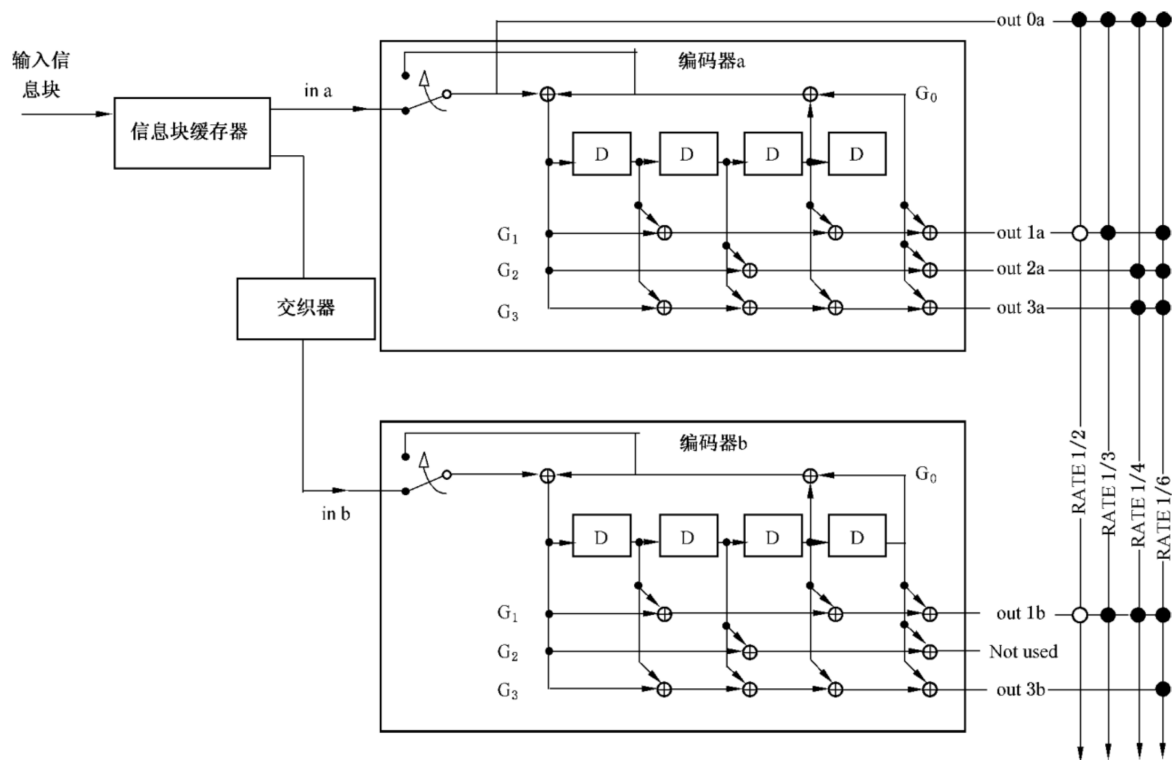 out 0a
输入信
息块
编码器a
in a
G₀
信息块缓存器
D
D
D
D
G₁
out 1a
G₂
out 2a
交织器
G₃
out 3a
编码器b
RATE 1/2
RATE 1/3
RATE 1/4
RATE 1/6
in b
G₀
D
D
D
D
G₁
out 1b
G₂
Not used
G₃
out 3b